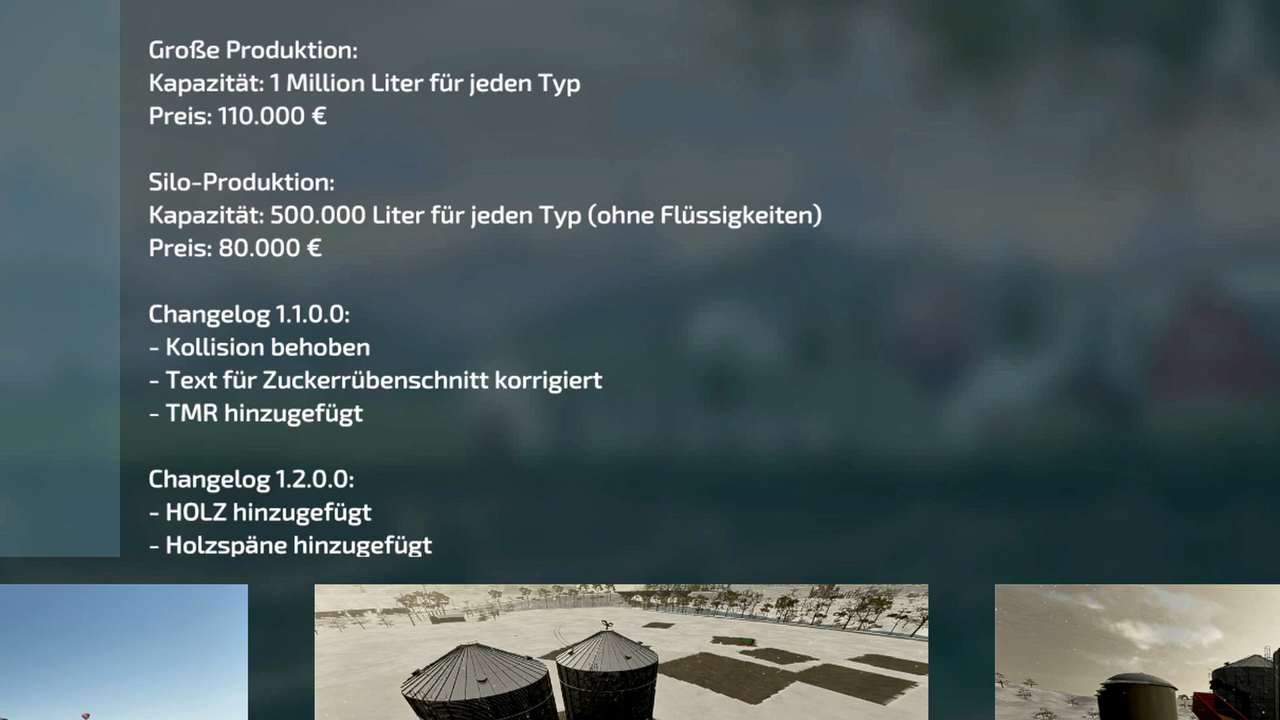 Große Produktion:
Kapazität: 1 Million Liter für jeden Typ
Preis: 110.000 €
Silo-Produktion:
Kapazität: 500.000 Liter für jeden Typ (ohne Flüssigkeiten)
Preis: 80.000 €
Changelog 1.1.0.0:
- Kollision behoben
- Text für Zuckerrübenschnitt korrigiert
- TMR hinzugefügt
Changelog 1.2.0.0:
- HOLZ hinzugefügt
- Holzspäne hinzugefügt